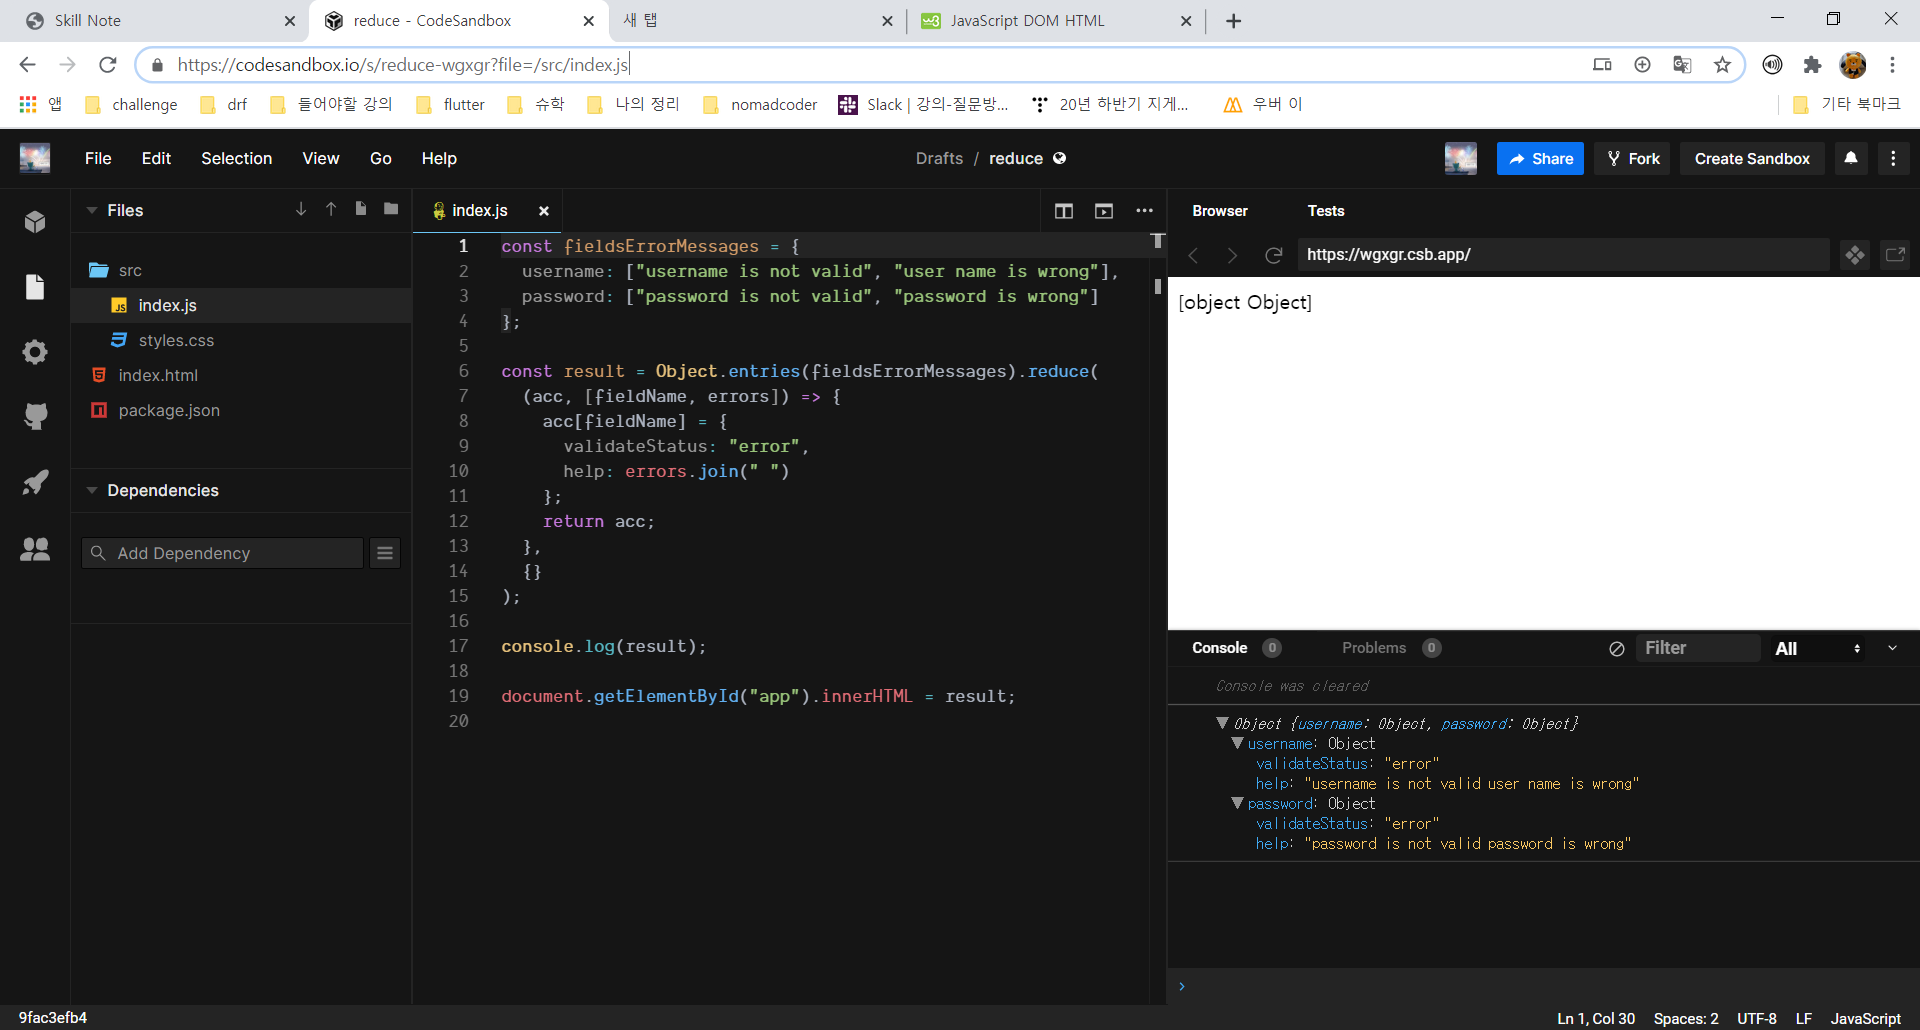 Skill Note
reduce - CodeSandbox
새 탭
JavaScript DOM HTML
https://codesandbox.io/s/reduce-wgxgr?file=/src/index.js
앱
challenge
drf
들어야할 강의
flutter
슈학
나의 정리
nomadcoder
Slack | 강의-질문방...
20년 하반기 지게...
우버 이
기타 북마크
File Edit Selection View Go Help
Drafts / reduce
Share
Fork
Create Sandbox
Files
src
index.js
styles.css
index.html
package.json
Dependencies
Add Dependency
index.js
1 const fieldsErrorMessages = {
2 username: ["username is not valid", "user name is wrong"],
3 password: ["password is not valid", "password is wrong"]
4 };
5
6 const result = Object.entries(fieldsErrorMessages).reduce(
7 (acc, [fieldName, errors]) => {
8 acc[fieldName] = {
9 validateStatus: "error",
10 help: errors.join(" ")
11 };
12 return acc;
13 },
14 {}
15 );
16
17 console.log(result);
18
19 document.getElementById("app").innerHTML = result;
20
Browser
Tests
https://wgxgr.csb.app/
[object Object]
Console 0
Problems 0
Filter
All
Console was cleared
Object {username: Object, password: Object}
username: Object
validateStatus: "error"
help: "username is not valid user name is wrong"
password: Object
validateStatus: "error"
help: "password is not valid password is wrong"
9fac3efb4
Ln 1, Col 30 Spaces: 2 UTF-8 LF JavaScript